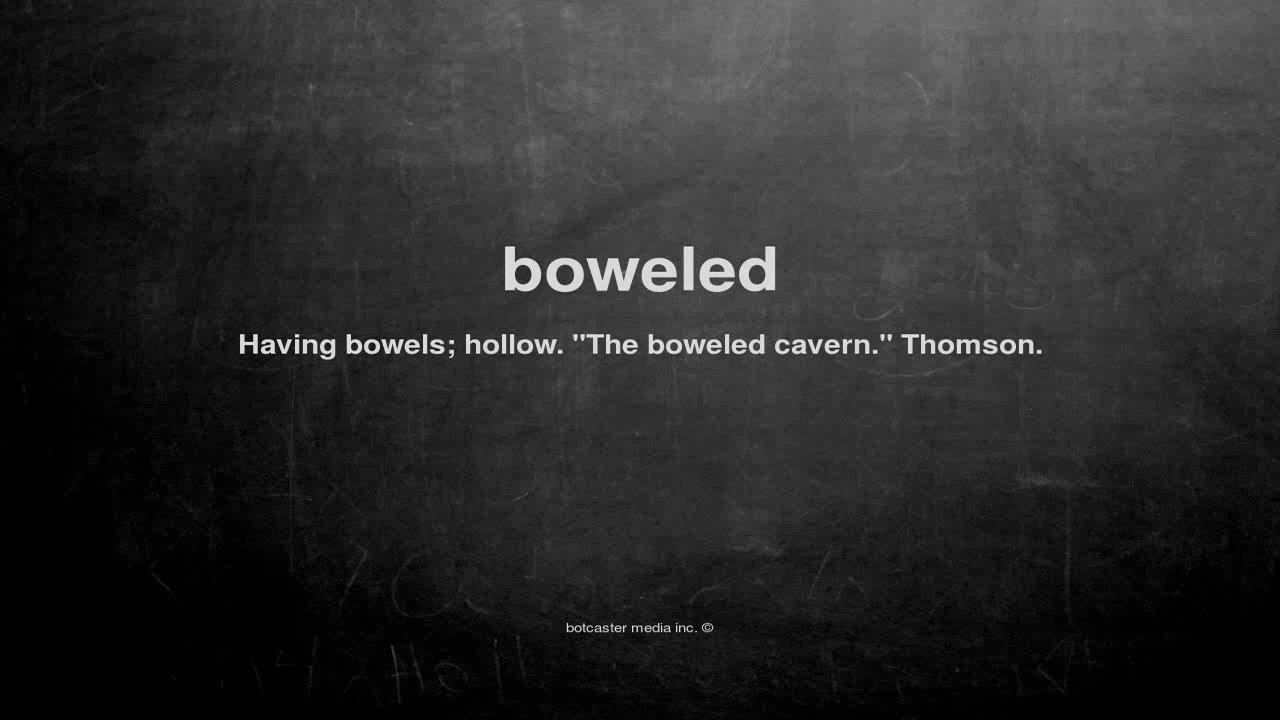 boweled
Having bowels; hollow. "The boweled cavern." Thomson.
botcaster media inc. ©